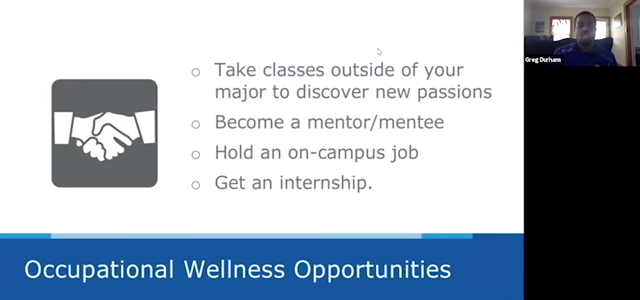 ○ Take classes outside of your
major to discover new passions
○ Become a mentor/mentee
○ Hold an on-campus job
○ Get an internship.
Occupational Wellness Opportunities
Greg Durham